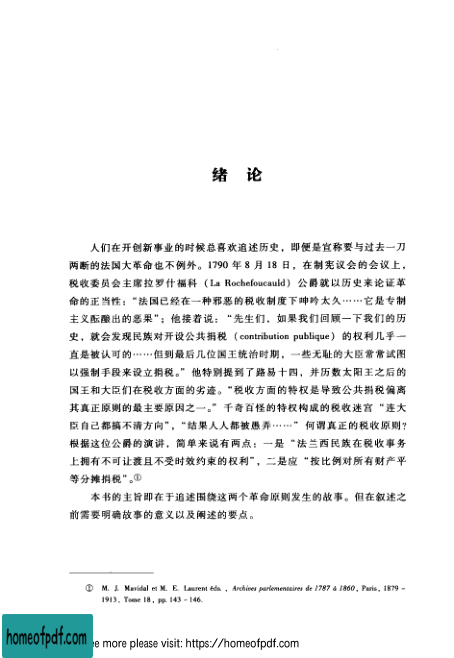 绪 论
人们在开创新事业的时候总喜欢追述历史，即便是宣称要与过去一刀
两断的法国大革命也不例外。1790 年 8 月 18 日，在制宪议会的会议上，
税收委员会主席拉罗什福科（La Rochefoucauld）公爵就以历史来论证革
命的正当性：“法国已经在一种邪恶的税收制度下呻吟太久……它是专制
主义酝酿出的恶果”；他接着说：“先生们，如果我们回顾一下我们的历
史，就会发现民族对开设公共捐税（contribution publique）的权利几乎一
直是被认可的……但到最后几位国王统治时期，一些无耻的大臣常常试图
以强制手段来设立捐税。”他特别提到了路易十四，并历数太阳王之后的
国王和大臣们在税收方面的劣迹。“税收方面的特权是导致公共捐税偏离
其真正原则的最主要原因之一。”千奇百怪的特权构成的税收迷宫“连大
臣自己都搞不清方向”，“结果人人都被愚弄……”何谓真正的税收原则？
根据这位公爵的演讲，简单来说有两点：一是“法兰西民族在税收事务
上拥有不可让渡且不受时效约束的权利”，二是应“按比例对所有财产平
等分摊捐税”。①
本书的主旨即在于追述围绕这两个革命原则发生的故事。但在叙述之
前需要明确故事的意义以及阐述的要点。
① M. J. Mavidal et M. E. Laurent éds. , Archives parlementaires de 1787 à 1860, Paris, 1879 –
1913, Tome 18, pp. 143 – 146.
homeofpdf.com
ee more please visit: https://homeofpdf.com